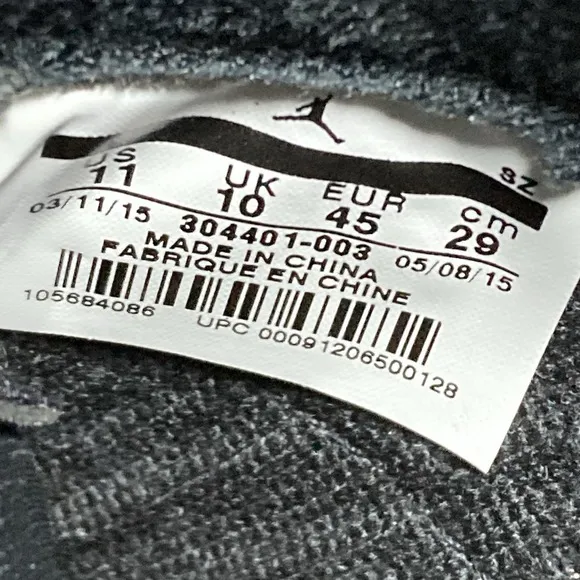 SZ
US UK EUR cm
11 10 45 29
03/11/15 304401-003 05/08/15
MADE IN CHINA
FABRIQUE EN CHINE
105684086 UPC 00091206500128